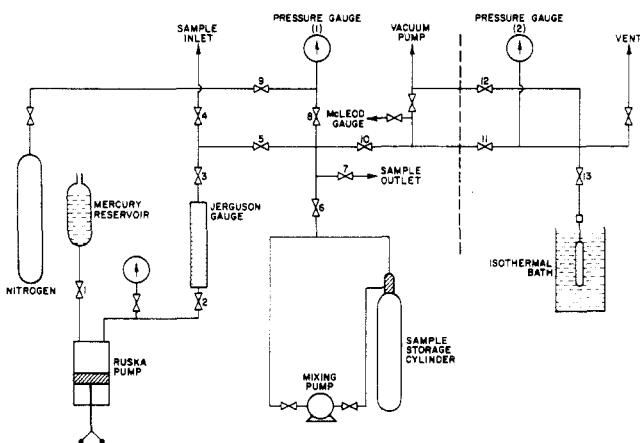 PRESSURE GAUGE
(1)
SAMPLE
INLET
VACUUM
PUMP
PRESSURE GAUGE
(2)
VENT
9
12
4
8
McLEOD
GAUGE
5
10
11
3
7
SAMPLE
OUTLET
13
MERCURY
RESERVOIR
JERGUSON
GAUGE
6
ISOTHERMAL
BATH
NITROGEN
1
2
RUSKA
PUMP
MIXING
PUMP
SAMPLE
STORAGE
CYLINDER